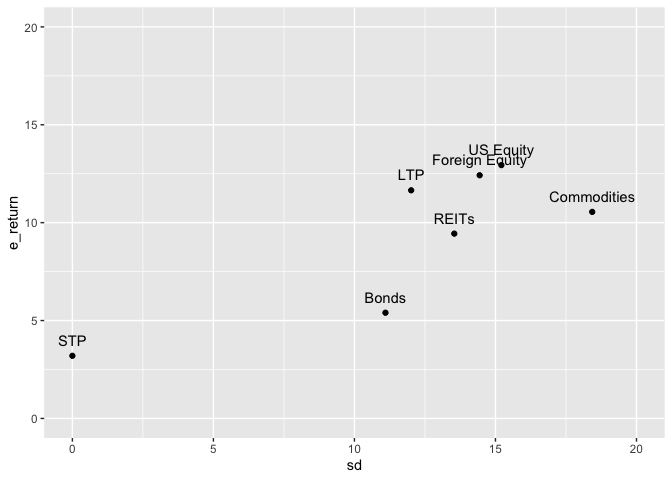 20
15
10
5
0
e_return
US Equity
Foreign Equity
LTP
Commodities
REITs
Bonds
STP
0 5 10 15 20
sd